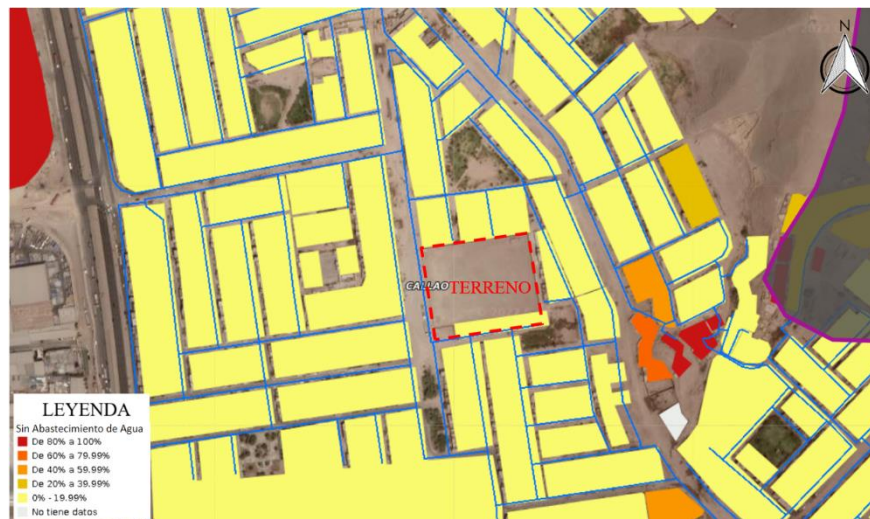 N
CALLAO TERRENO
LEYENDA
Sin Abastecimiento de Agua
De 80% a 100%
De 60% a 79.99%
De 40% a 59.99%
De 20% a 39.99%
0% - 19.99%
No tiene datos